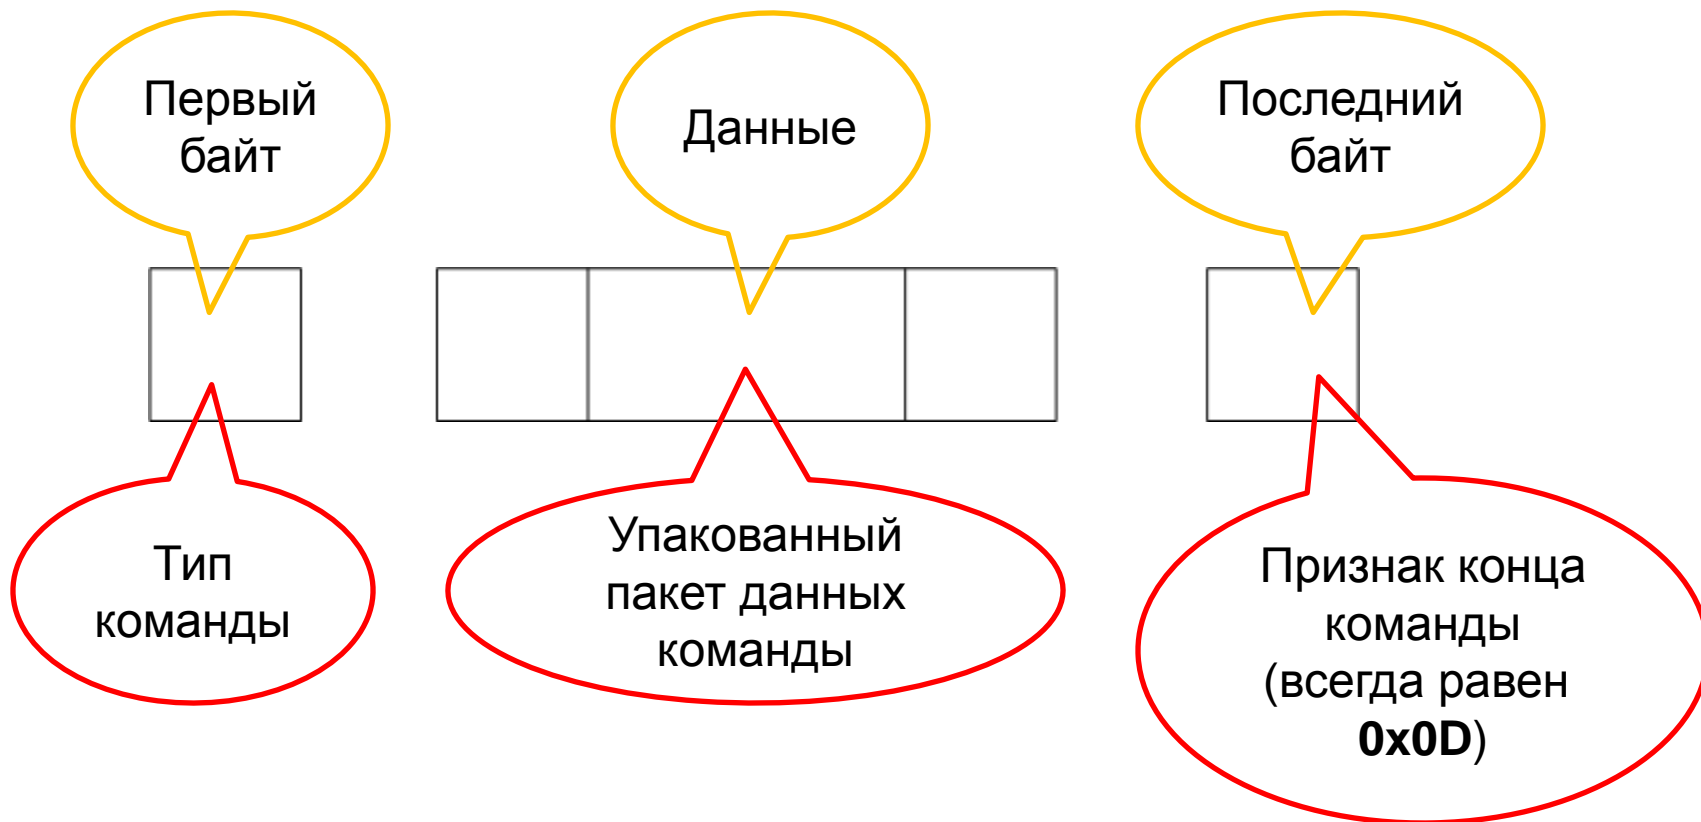 Первый
байт
Данные
Последний
байт
Тип
команды
Упакованный
пакет данных
команды
Признак конца
команды
(всегда равен
0x0D)